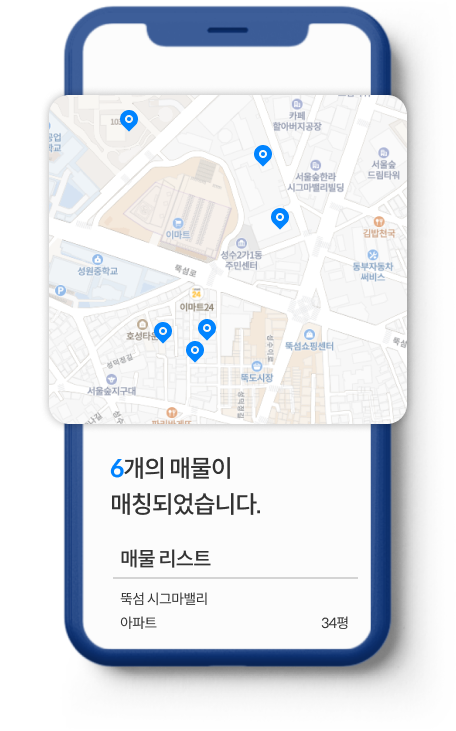 카페
할아버지공장
서울숲한라
시그마밸리빌딩
서울숲
드림타워
이마트
김밥천국
성수2가1동
주민센터
동부자동차
써비스
성원중학교
P
뚝섬로
24
이마트24
호성타운
뚝섬쇼핑센터
뚝도시장
서울숲지구대
6개의 매물이
매칭되었습니다.
매물 리스트
뚝섬 시그마밸리
아파트
34평